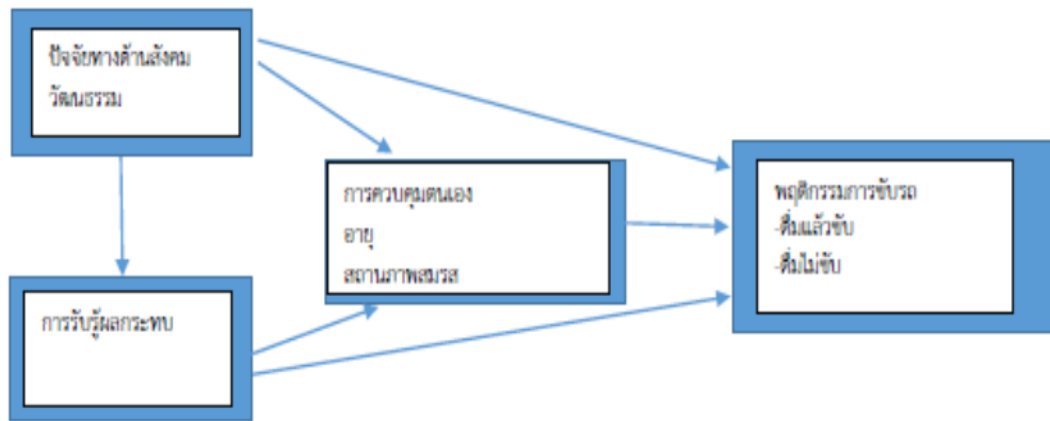 ปัจจัยทางด้านสังคม
วัฒนธรรม
การควบคุมตนเอง
อายุ
สถานภาพสมรส
พฤติกรรมการขับรถ
-ดื่มแล้วขับ
-ดื่มไม่ขับ
การรับรู้ผลกระทบ